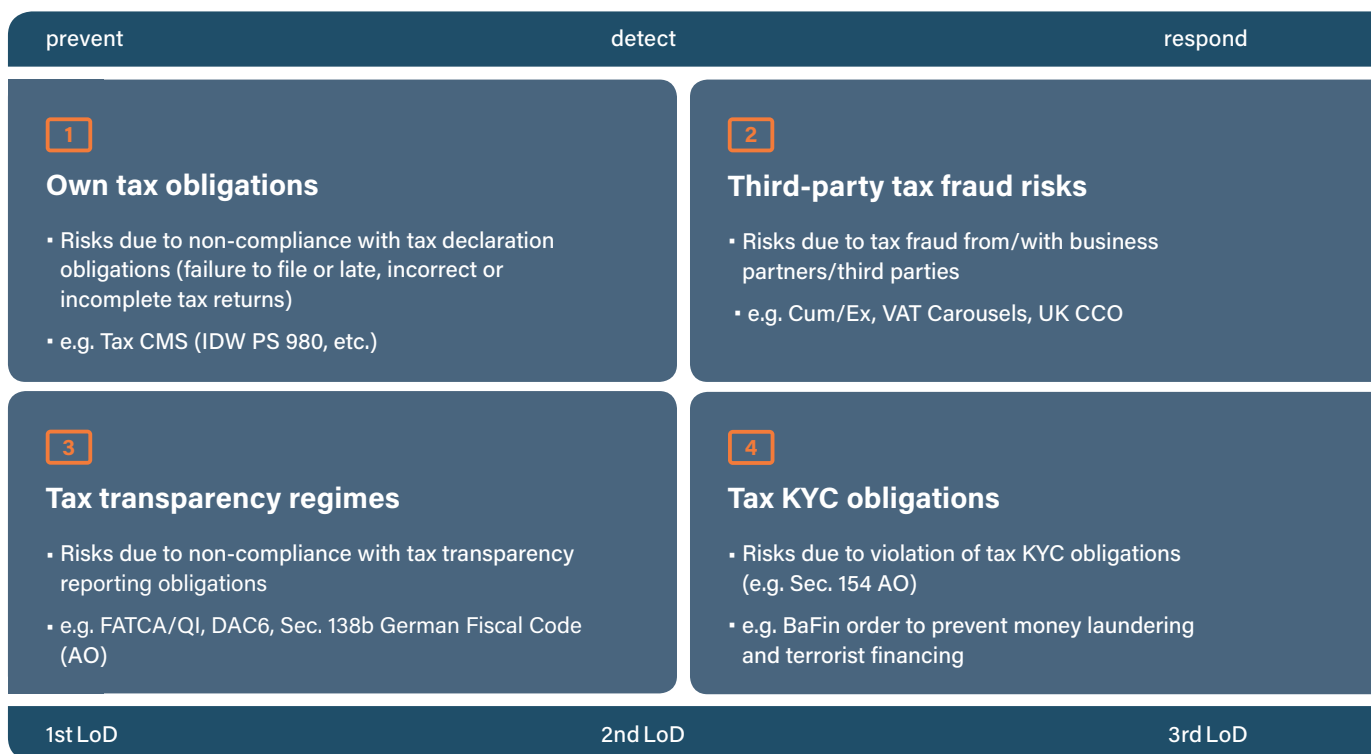 prevent detect respond
1
Own tax obligations
▪ Risks due to non-compliance with tax declaration
obligations (failure to file or late, incorrect or
incomplete tax returns)
▪ e.g. Tax CMS (IDW PS 980, etc.)
2
Third-party tax fraud risks
▪ Risks due to tax fraud from/with business
partners/third parties
▪ e.g. Cum/Ex, VAT Carousels, UK CCO
3
Tax transparency regimes
▪ Risks due to non-compliance with tax transparency
reporting obligations
▪ e.g. FATCA/QI, DAC6, Sec. 138b German Fiscal Code
(AO)
4
Tax KYC obligations
▪ Risks due to violation of tax KYC obligations
(e.g. Sec. 154 AO)
▪ e.g. BaFin order to prevent money laundering
and terrorist financing
1st LoD 2nd LoD 3rd LoD